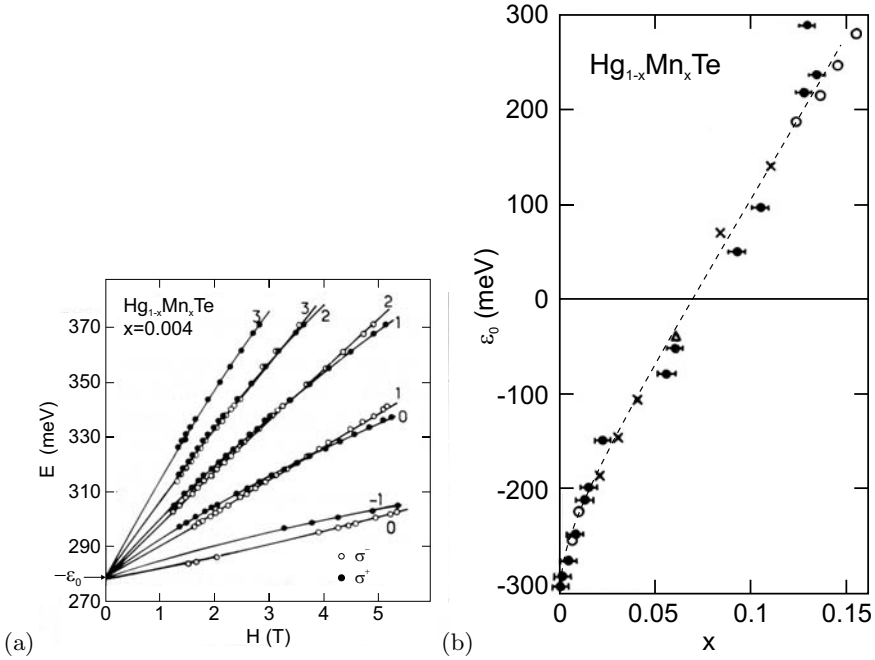 Hg₁₋ₓMnₓTe
x=0.004
370
350
330
310
290
270
E (meV)
−ε₀
0
1
2
3
4
5
H (T)
3
3
2
2
1
1
0
-1
0
σ⁻
σ⁺
(a)
Hg₁₋ₓMnₓTe
300
200
100
0
-100
-200
-300
ε₀ (meV)
0
0.05
0.10
0.15
x
(b)